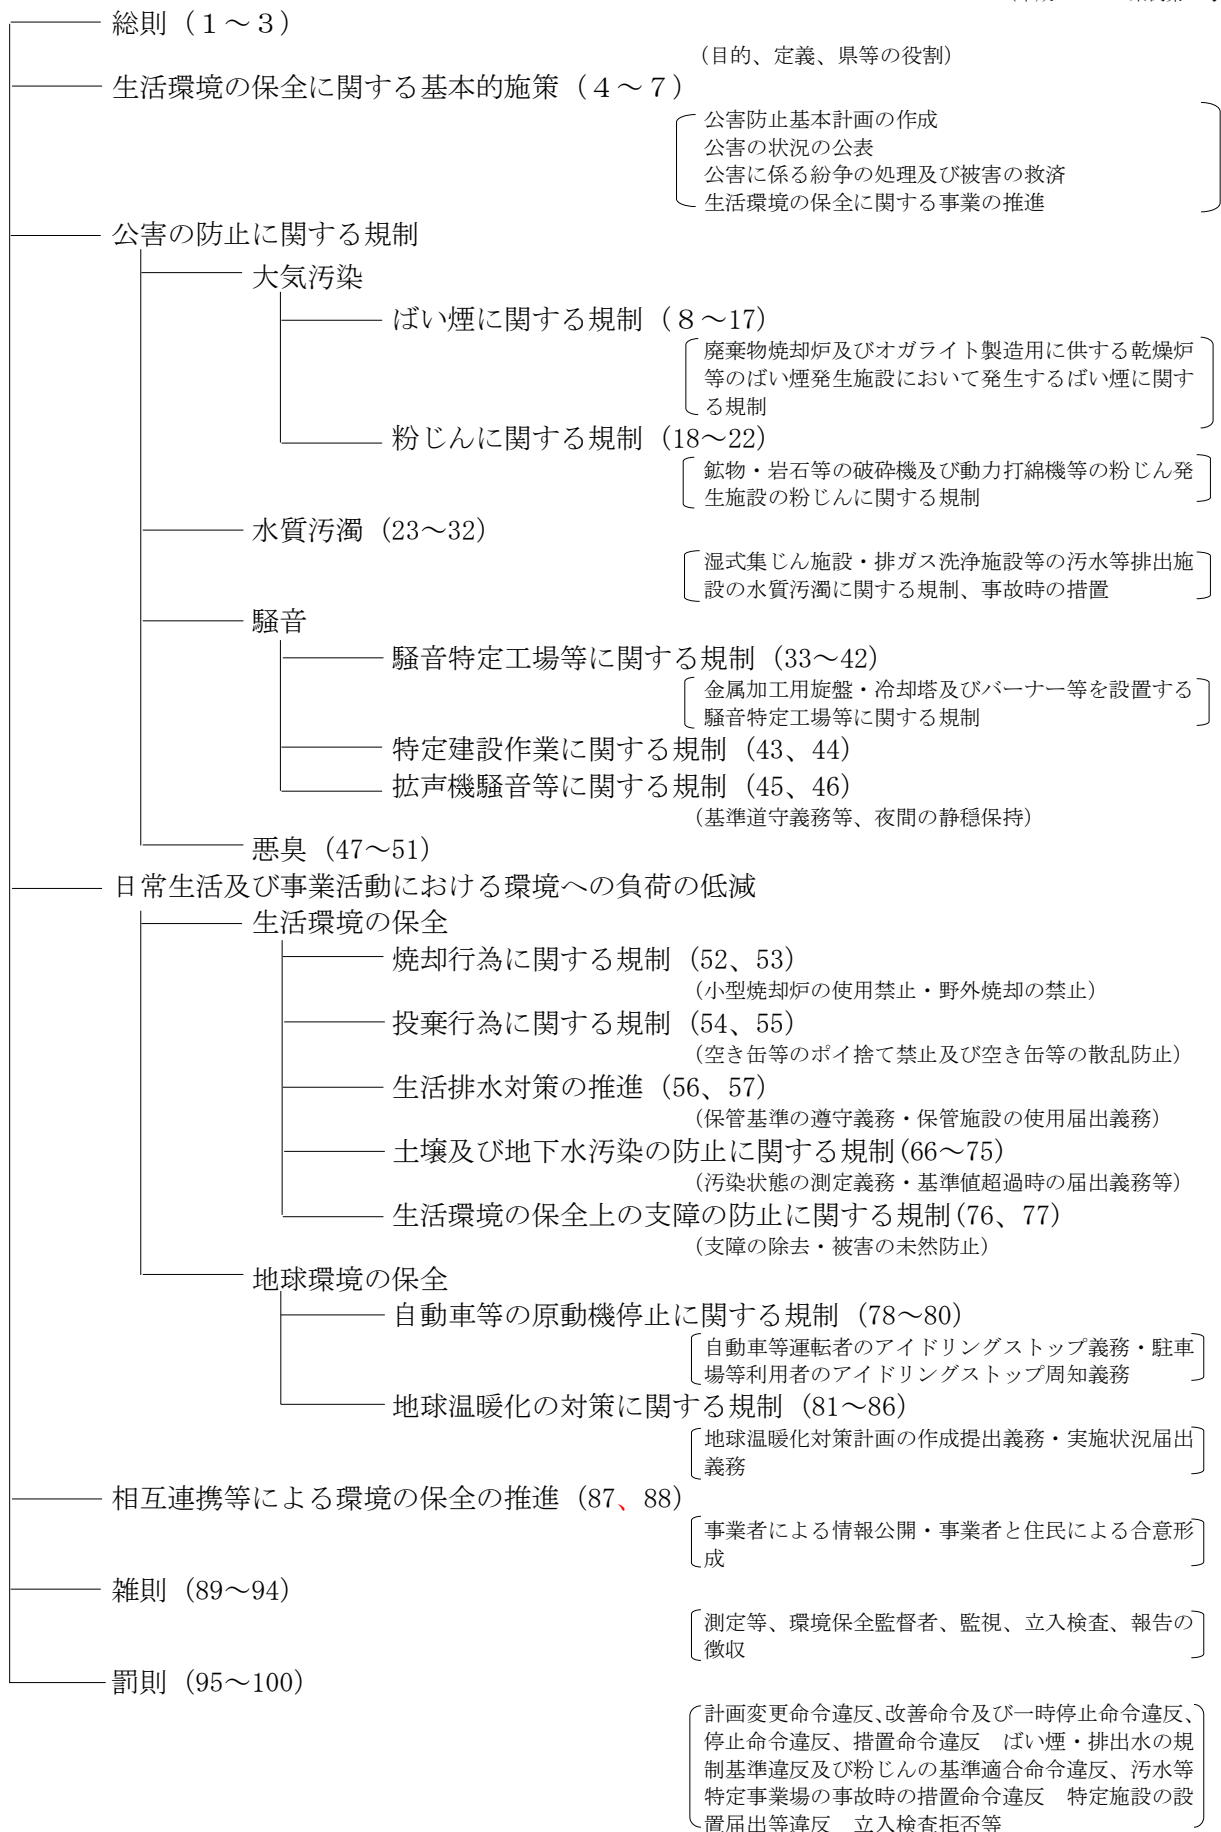 総則（１～３）
（目的、定義、県等の役割）
生活環境の保全に関する基本的施策（４～７）
公害防止基本計画の作成
公害の状況の公表
公害に係る紛争の処理及び被害の救済
生活環境の保全に関する事業の推進
公害の防止に関する規制
大気汚染
ばい煙に関する規制（８～17）
廃棄物焼却炉及びオガライト製造用に供する乾燥炉
等のばい煙発生施設において発生するばい煙に関す
る規制
粉じんに関する規制（18～22）
鉱物・岩石等の破砕機及び動力打綿機等の粉じん発
生施設の粉じんに関する規制
水質汚濁（23～32）
湿式集じん施設・排ガス洗浄施設等の汚水等排出施
設の水質汚濁に関する規制、事故時の措置
騒音
騒音特定工場等に関する規制（33～42）
金属加工用旋盤・冷却塔及びバーナー等を設置する
騒音特定工場等に関する規制
特定建設作業に関する規制（43、44）
拡声機騒音等に関する規制（45、46）
（基準道守義務等、夜間の静穏保持）
悪臭（47～51）
日常生活及び事業活動における環境への負荷の低減
生活環境の保全
焼却行為に関する規制（52、53）
（小型焼却炉の使用禁止・野外焼却の禁止）
投棄行為に関する規制（54、55）
（空き缶等のポイ捨て禁止及び空き缶等の散乱防止）
生活排水対策の推進（56、57）
（保管基準の遵守義務・保管施設の使用届出義務）
土壌及び地下水汚染の防止に関する規制(66～75)
（汚染状態の測定義務・基準値超過時の届出義務等）
生活環境の保全上の支障の防止に関する規制(76、77)
（支障の除去・被害の未然防止）
地球環境の保全
自動車等の原動機停止に関する規制（78～80）
自動車等運転者のアイドリングストップ義務・駐車
場等利用者のアイドリングストップ周知義務
地球温暖化の対策に関する規制（81～86）
地球温暖化対策計画の作成提出義務・実施状況届出
義務
相互連携等による環境の保全の推進（87、88）
事業者による情報公開・事業者と住民による合意形
成
雑則（89～94）
測定等、環境保全監督者、監視、立入検査、報告の
徴収
罰則（95～100）
計画変更命令違反、改善命令及び一時停止命令違反、
停止命令違反、措置命令違反　ばい煙・排出水の規
制基準違反及び粉じんの基準適合命令違反、汚水等
特定事業場の事故時の措置命令違反　特定施設の設
置届出等違反　立入検査拒否等